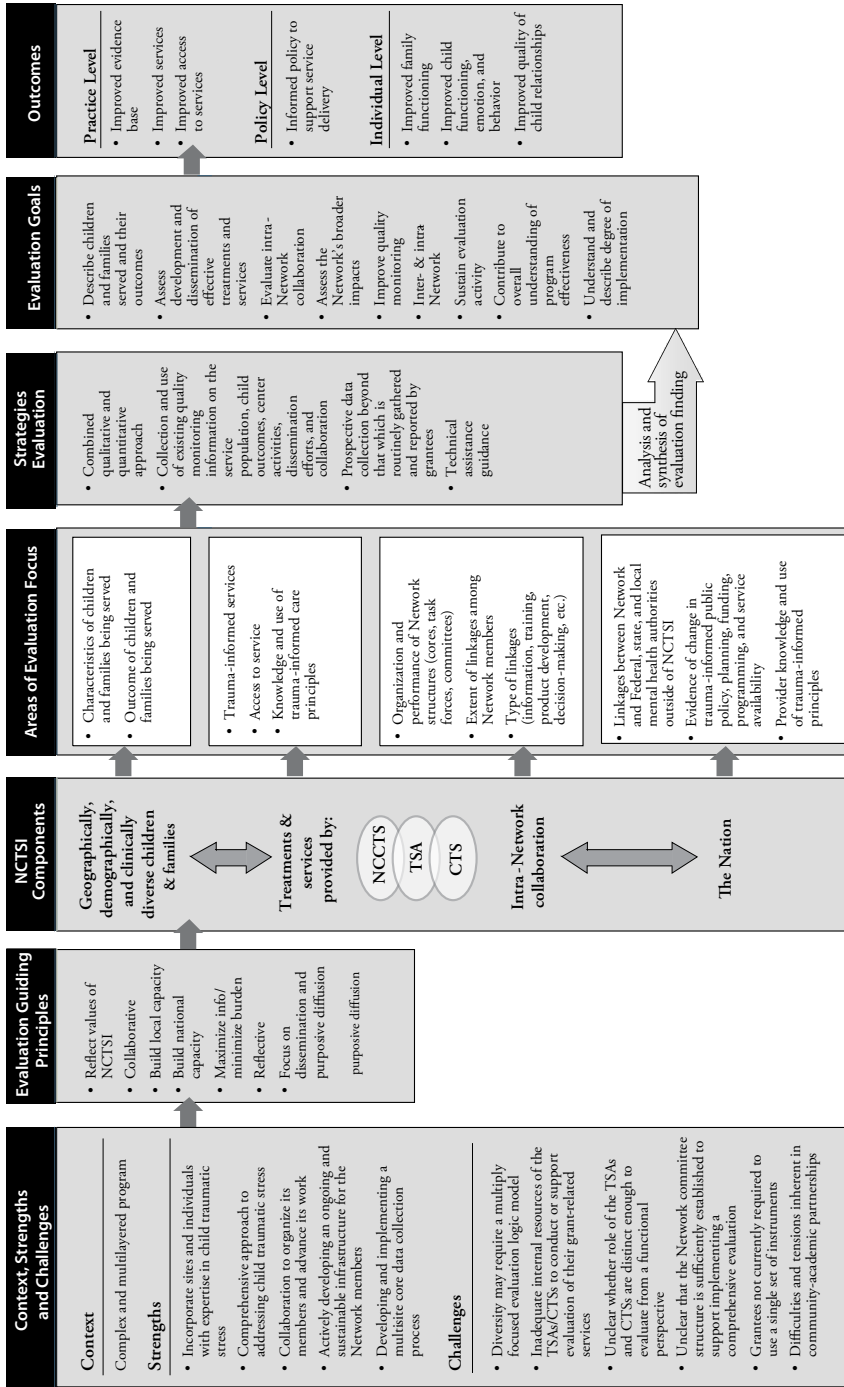 Context, Strengths
and Challenges
Context
Complex and multilayered program
Strengths
• Incorporate sites and individuals
with expertise in child traumatic
stress
• Comprehensive approach to
addressing child traumatic stress
• Collaboration to organize its
members and advance its work
• Actively developing an ongoing and
sustainable infrastructure for the
Network members
• Developing and implementing a
multisite core data collection
process
Challenges
• Diversity may require a multiply
focused evaluation logic model
• Inadequate internal resources of the
TSAs/CTSs to conduct or support
evaluation of their grant-related
services
• Unclear whether role of the TSAs
and CTSs are distinct enough to
evaluate from a functional
perspective
• Unclear that the Network committee
structure is sufficiently established to
support implementing a
comprehensive evaluation
• Grantees not currently required to
use a single set of instruments
• Difficulties and tensions inherent in
community-academic partnerships
Evaluation Guiding
Principles
• Reflect values of
NCTSI
• Collaborative
• Build local capacity
• Build national
capacity
• Maximize info/
minimize burden
• Reflective
• Focus on
dissemination and
purposive diffusion
purposive diffusion
NCTSI
Components
Geographically,
demographically,
and clinically
diverse children
& families
Treatments &
services
provided by:
NCCTS
TSA
CTS
Intra-Network
collaboration
The Nation
Areas of Evaluation Focus
• Characteristics of children
and families being served
• Outcome of children and
families being served
• Trauma-informed services
• Access to service
• Knowledge and use of
trauma-informed care
principles
• Organization and
performance of Network
structures (cores, task
forces, committees)
• Extent of linkages among
Network members
• Type of linkages
(information, training,
product development,
decision-making, etc.)
• Linkages between Network
and Federal, state, and local
mental health authorities
outside of NCTSI
• Evidence of change in
trauma-informed public
policy, planning, funding,
programming, and service
availability
• Provider knowledge and use
of trauma-informed
principles
Strategies
Evaluation
• Combined
qualitative and
quantitative
approach
• Collection and use
of existing quality
monitoring
information on the
service
population, child
outcomes, center
activities,
dissemination
efforts, and
collaboration
• Prospective data
collection beyond
that which is
routinely gathered
and reported by
grantees
• Technical
assistance
guidance
Analysis and
synthesis of
evaluation finding
Evaluation Goals
• Describe children
and families
served and their
outcomes
• Assess
development and
dissemination of
effective
treatments and
services
• Evaluate intra-
Network
collaboration
• Assess the
Network's broader
impacts
• Improve quality
monitoring
• Inter- & intra
Network
• Sustain evaluation
activity
• Contribute to
overall
understanding of
program
effectiveness
• Understand and
describe degree of
implementation
Outcomes
Practice Level
• Improved evidence
base
• Improved services
• Improved access
to services
Policy Level
• Informed policy to
support service
delivery
Individual Level
• Improved family
functioning
• Improved child
functioning,
emotion, and
behavior
• Improved quality of
child relationships